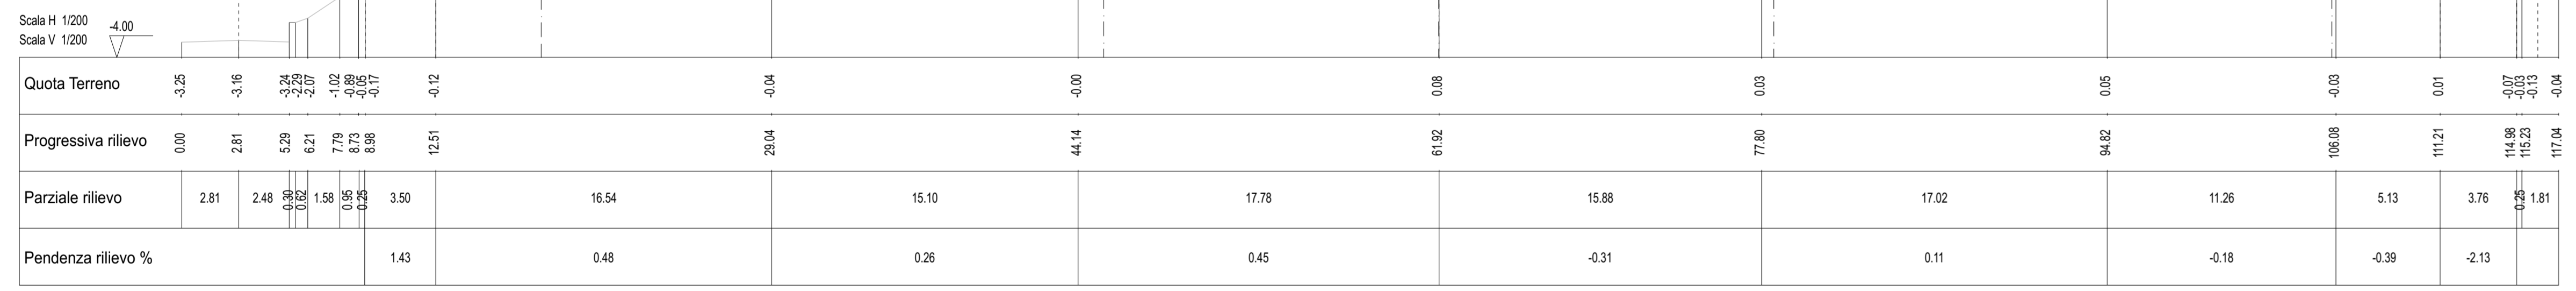 Scala H 1/200
-4.00
Scala V 1/200
Quota Terreno -3.25 -3.16 -3.24 -2.29 -2.07 -1.02 -0.89 -0.05 -0.17 -0.12 -0.04 -0.00 0.08 0.03 0.05 -0.03 0.01 -0.07 -0.03 -0.13 -0.04
Progressiva rilievo 0.00 2.81 5.29 6.21 7.79 8.73 8.98 12.51 29.04 44.14 61.92 77.80 94.82 106.08 111.21 114.98 115.23 117.04
Parziale rilievo 2.81 2.48 0.30 0.62 1.58 0.95 0.25 3.50 16.54 15.10 17.78 15.88 17.02 11.26 5.13 3.76 0.25 1.81
Pendenza rilievo % 1.43 0.48 0.26 0.45 -0.31 0.11 -0.18 -0.39 -2.13